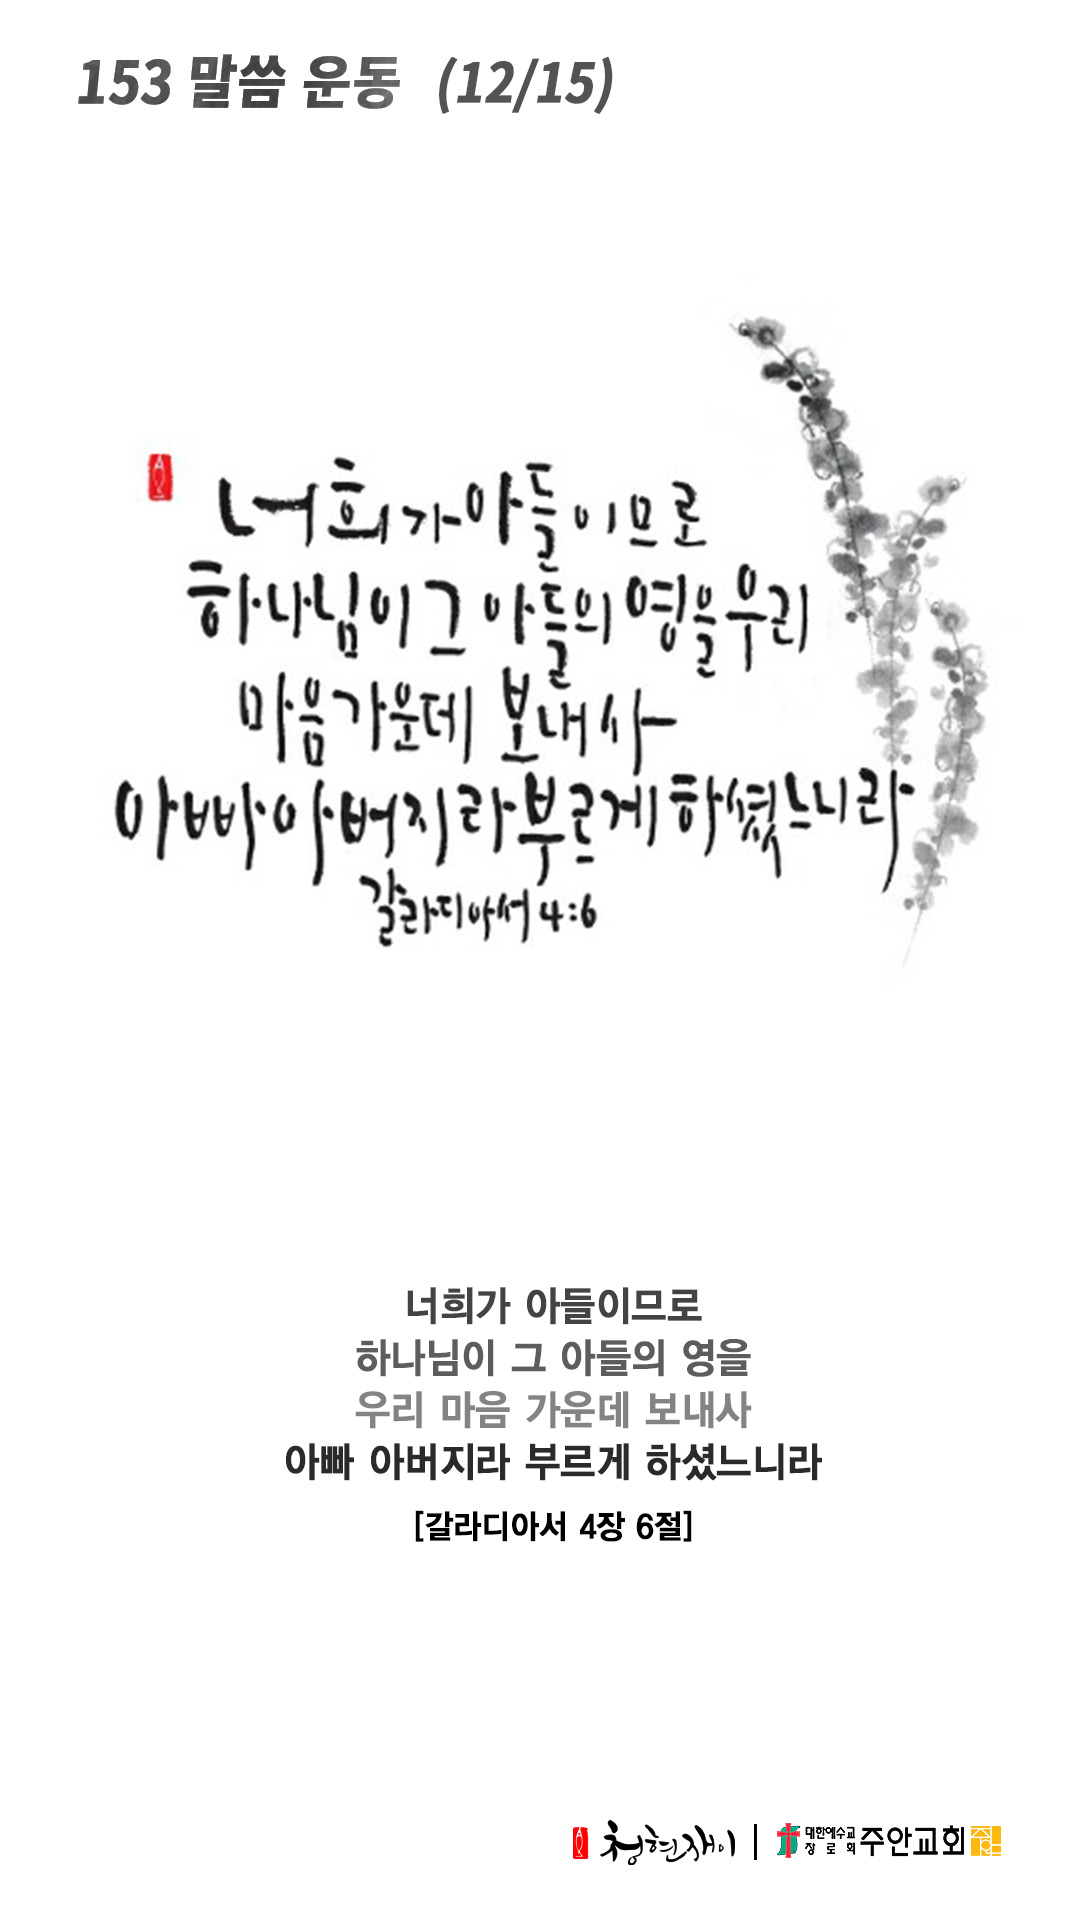 153 말씀 운동 (12/15)
너희가 아들이므로
하나님이 그 아들의 영을 우리
마음 가운데 보내사
아빠 아버지라 부르게 하셨느니라
갈라디아서 4:6
너희가 아들이므로
하나님이 그 아들의 영을
우리 마음 가운데 보내사
아빠 아버지라 부르게 하셨느니라
[갈라디아서 4장 6절]
청현재이 | 대한예수교
장로회 주안교회